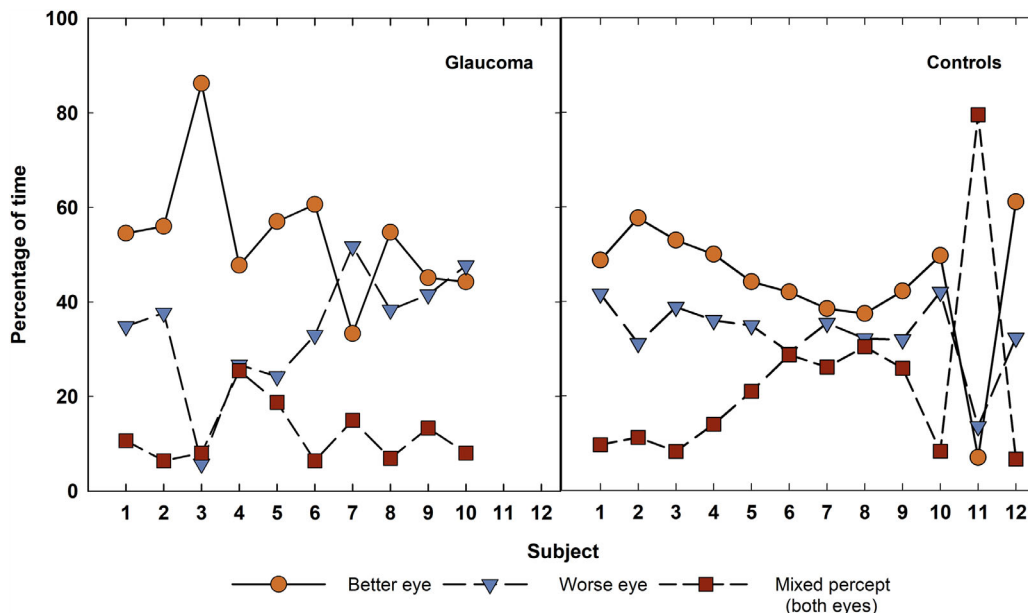 100
80
60
40
20
0
Percentage of time
Glaucoma
Controls
1 2 3 4 5 6 7 8 9 10 11 12
1 2 3 4 5 6 7 8 9 10 11 12
Subject
Better eye
Worse eye
Mixed percept
(both eyes)